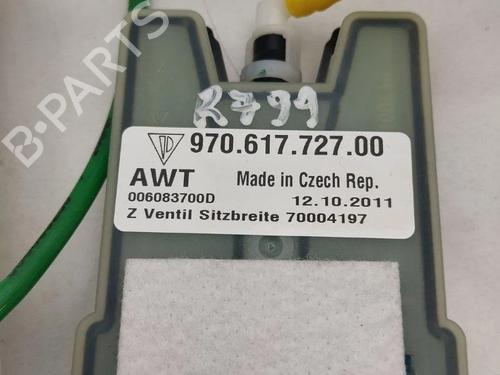 B-PARTS
R799
970.617.727.00
AWT Made in Czech Rep.
006083700D 12.10.2011
Z Ventil Sitzbreite 70004197